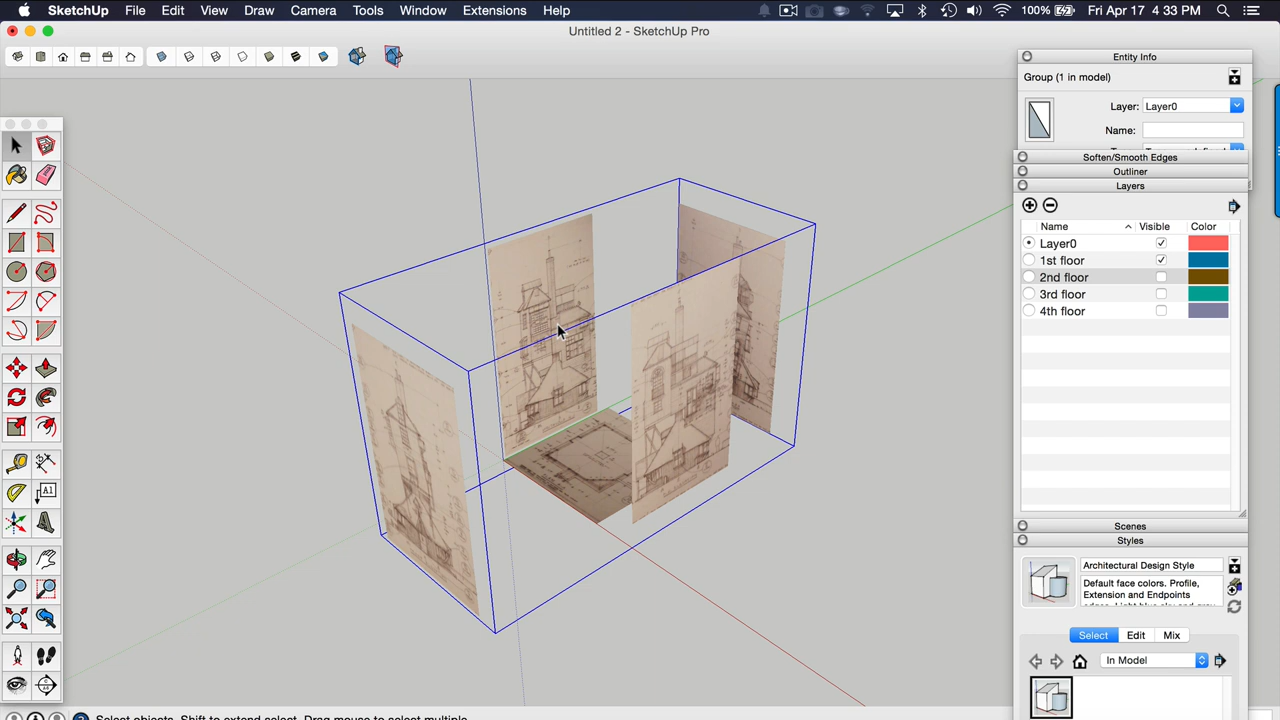 SketchUp File Edit View Draw Camera Tools Window Extensions Help 100% Fri Apr 17 4:33 PM
Untitled 2 - SketchUp Pro
Entity Info
Group (1 in model)
Layer: Layer0
Name:
Soften/Smooth Edges
Outliner
Layers
Name Visible Color
Layer0
1st floor
2nd floor
3rd floor
4th floor
A1
Scenes
Styles
Architectural Design Style
Default face colors. Profile,
Extension and Endpoints
Select Edit Mix
In Model
Select objects. Shift to extend select. Drag mouse to select multiple.